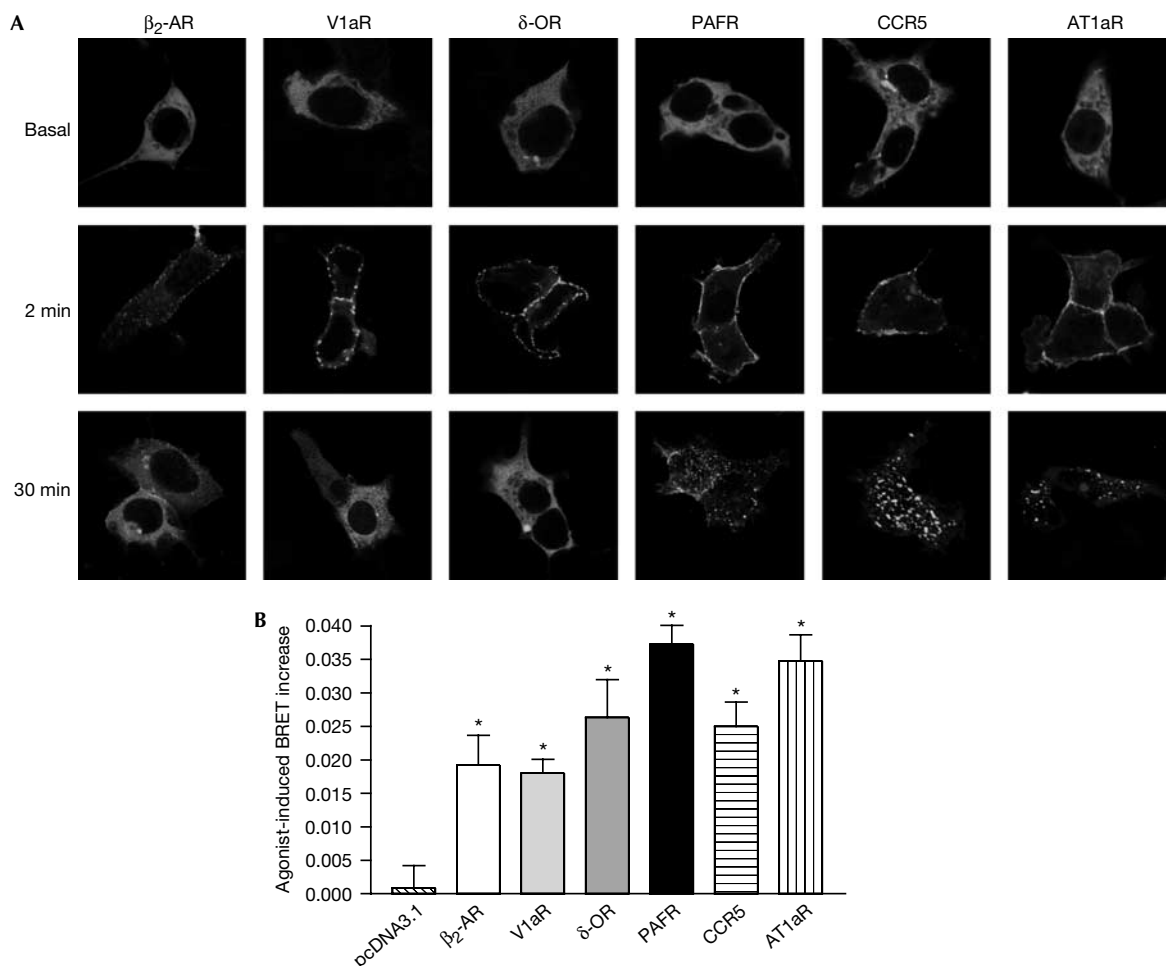 A
β2-AR V1aR δ-OR PAFR CCR5 AT1aR
Basal
2 min
30 min
B
Agonist-induced BRET increase
0.040
0.035
0.030
0.025
0.020
0.015
0.010
0.005
0.000
* * * * * *
pcDNA3.1 β2-AR V1aR δ-OR PAFR CCR5 AT1aR